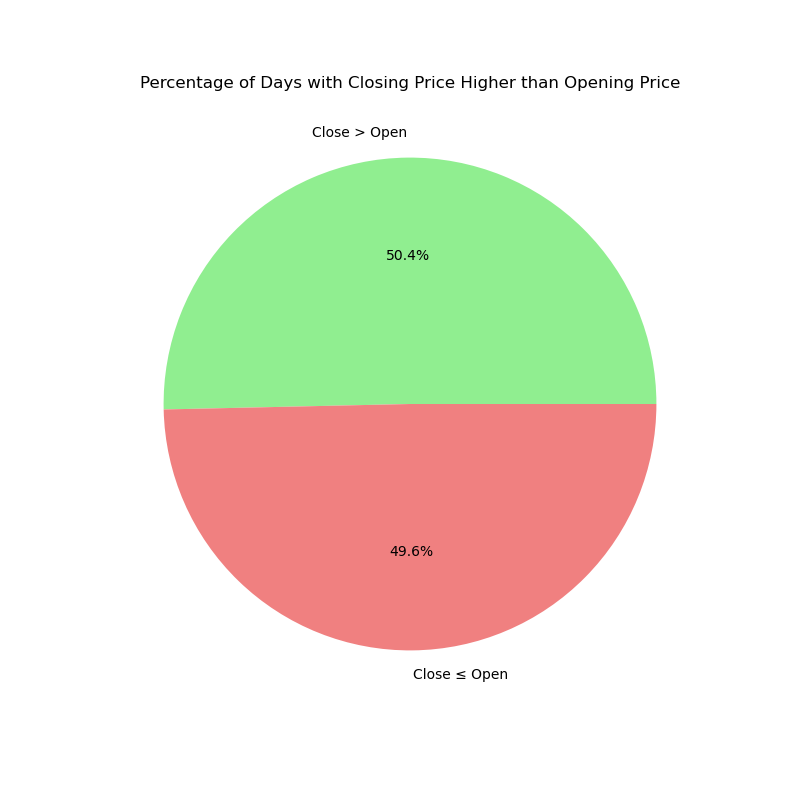 Percentage of Days with Closing Price Higher than Opening Price
Close > Open
50.4%
49.6%
Close ≤ Open